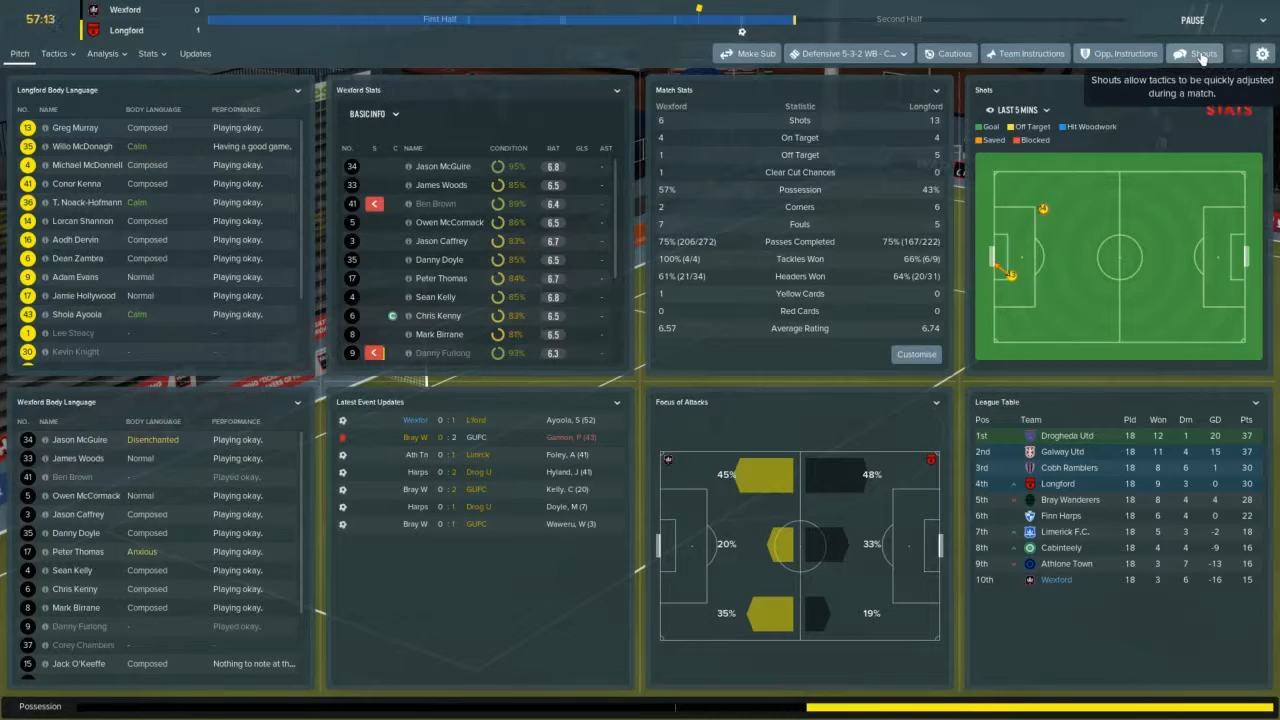 57:13
Wexford 0
Longford 1
First Half
Second Half
PAUSE
Pitch Tactics Analysis Stats Updates
Make Sub
Defensive 5-3-2 WB - C...
Cautious
Team Instructions
Opp. Instructions
Shouts
Shouts allow tactics to be quickly adjusted
during a match.
Longford Body Language
NO. NAME BODY LANGUAGE PERFORMANCE
13 Greg Murray Composed Playing okay.
35 Willo McDonagh Calm Having a good game.
4 Michael McDonnell Composed Playing okay.
41 Conor Kenna Composed Playing okay.
36 T. Noack-Hofmann Calm Playing okay.
14 Lorcan Shannon Composed Playing okay.
16 Aodh Dervin Composed Playing okay.
6 Dean Zambra Composed Playing okay.
9 Adam Evans Normal Playing okay.
17 Jamie Hollywood Normal Playing okay.
43 Shola Ayoola Calm Playing okay.
1 Lee Steacy - -
30 Kevin Knight - -
Wexford Stats
BASIC INFO
NO. S C NAME CONDITION RAT GLS AST
34 Jason McGuire 95% 6.8 -
33 James Woods 85% 6.5 -
41 Ben Brown 89% 6.4 -
5 Owen McCormack 86% 6.5 -
3 Jason Caffrey 83% 6.7 -
35 Danny Doyle 85% 6.5 -
17 Peter Thomas 84% 6.7 -
4 Sean Kelly 85% 6.8 -
6 C Chris Kenny 83% 6.5 -
8 Mark Birrane 81% 6.5 -
9 Danny Furlong 93% 6.3 -
Match Stats
Wexford Statistic Longford
6 Shots 13
4 On Target 4
1 Off Target 5
1 Clear Cut Chances 0
57% Possession 43%
2 Corners 6
7 Fouls 5
75% (206/272) Passes Completed 75% (167/222)
100% (4/4) Tackles Won 66% (6/9)
61% (21/34) Headers Won 64% (20/31)
1 Yellow Cards 0
0 Red Cards 0
6.57 Average Rating 6.74
Customise
Shots
LAST 5 MINS
STATS
Goal Off Target Hit Woodwork
Saved Blocked
Wexford Body Language
NO. NAME BODY LANGUAGE PERFORMANCE
34 Jason McGuire Disenchanted Playing okay.
33 James Woods Normal Playing okay.
41 Ben Brown - Played okay.
5 Owen McCormack Normal Playing okay.
3 Jason Caffrey Composed Playing okay.
35 Danny Doyle Composed Playing okay.
17 Peter Thomas Anxious Playing okay.
4 Sean Kelly Composed Playing okay.
6 Chris Kenny Composed Playing okay.
8 Mark Birrane Composed Playing okay.
9 Danny Furlong - Played okay.
37 Corey Chambers - -
15 Jack O'Keeffe Composed Nothing to note at th...
Latest Event Updates
Wexfor 0 : 1 L'ford Ayoola, S (52)
Bray W 0 : 2 GUFC Gannon, P (43)
Ath Tn 0 : 1 Limrck Foley, A (41)
Harps 0 : 2 Drog U Hyland, J (41)
Bray W 0 : 2 GUFC Kelly, C (20)
Harps 0 : 1 Drog U Doyle, M (7)
Bray W 0 : 1 GUFC Waweru, W (3)
Focus of Attacks
45% 48%
20% 33%
35% 19%
League Table
Pos Team Pld Won Drn GD Pts
1st Drogheda Utd 18 12 1 20 37
2nd Galway Utd 18 11 4 15 37
3rd Cobh Ramblers 18 8 6 1 30
4th Longford 18 9 3 0 30
5th Bray Wanderers 18 8 4 4 28
6th Finn Harps 18 6 4 0 22
7th Limerick F.C. 18 5 3 -2 18
8th Cabinteely 18 4 4 -9 16
9th Athlone Town 18 3 7 -13 16
10th Wexford 18 3 6 -16 15
Possession